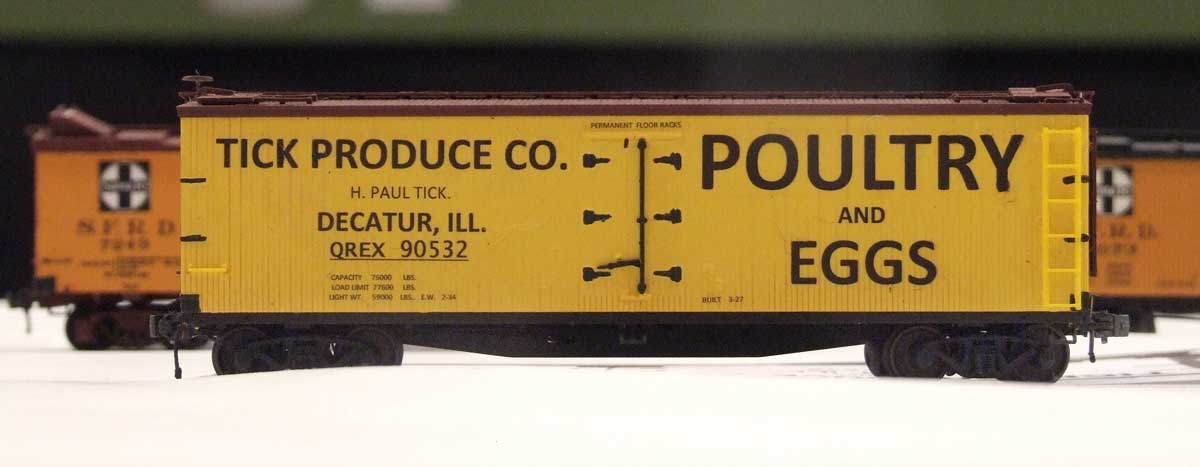 TICK PRODUCE CO.
H. PAUL TICK.
DECATUR, ILL.
QREX 90532
CAPACITY 75000 LBS.
LOAD LIMIT 77600 LBS.
LIGHT WT. 59000 LBS. E.W. 2-34
PERMANENT FLOOR RACKS
POULTRY
AND
EGGS
BUILT 3-27
S.F.R.D.